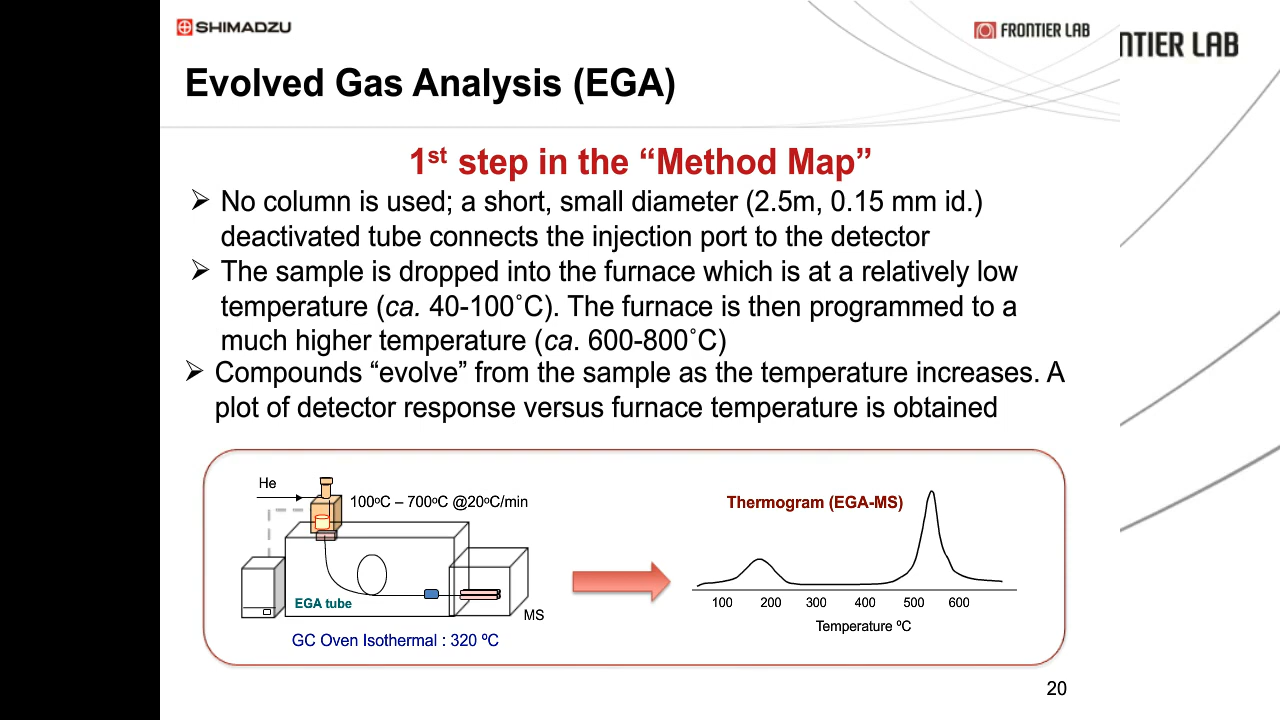 SHIMADZU
FRONTIER LAB
NTIER LAB
Evolved Gas Analysis (EGA)
1st step in the “Method Map”
➢ No column is used; a short, small diameter (2.5m, 0.15 mm id.)
deactivated tube connects the injection port to the detector
➢ The sample is dropped into the furnace which is at a relatively low
temperature (ca. 40-100˚C). The furnace is then programmed to a
much higher temperature (ca. 600-800˚C)
➢ Compounds “evolve” from the sample as the temperature increases. A
plot of detector response versus furnace temperature is obtained
He
100ºC – 700ºC @20ºC/min
EGA tube
MS
GC Oven Isothermal : 320 ºC
Thermogram (EGA-MS)
100 200 300 400 500 600
Temperature ºC
20